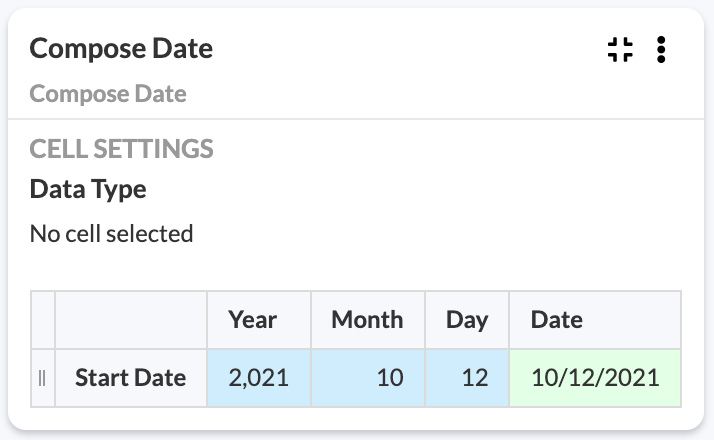 Compose Date
Compose Date
CELL SETTINGS
Data Type
No cell selected
Year Month Day Date
Start Date 2,021 10 12 10/12/2021